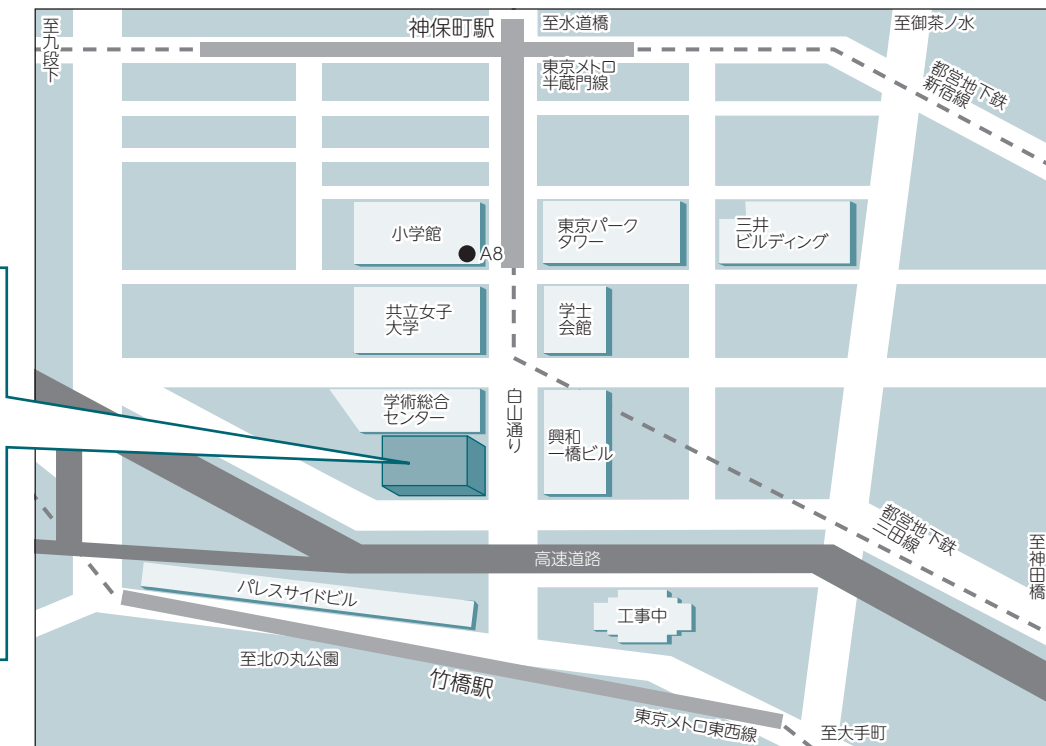 至九段下
神保町駅
至水道橋
至御茶ノ水
東京メトロ
半蔵門線
都営地下鉄
新宿線
小学館
A8
東京パーク
タワー
三井
ビルディング
共立女子
大学
学士
会館
学術総合
センター
白山通り
興和
一橋ビル
都営地下鉄
三田線
至神田橋
高速道路
パレスサイドビル
工事中
至北の丸公園
竹橋駅
東京メトロ東西線
至大手町